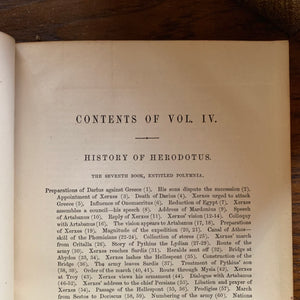 CONTENTS OF VOL. IV.
HISTORY OF HERODOTUS.
THE SEVENTH BOOK, ENTITLED POLYMNIA.
Preparations of Darius against Greece (1). His sons dispute the succession (2).
Appointment of Xerxes (3). Death of Darius (4). Xerxes urged to attack
Greece (5). Influence of Onomacritus (6). Reduction of Egypt (7). Xerxes
assembles a council—his speech (8). Address of Mardonius (9). Speech
of Artabanus (10). Reply of Xerxes (11). Xerxes' vision (12-14). Colloquy
with Artabanus (15, 16). The vision appears to Artabanus (17, 18). Preparations
of Xerxes (19). Magnitude of the expedition (20, 21). Canal of Athos—
skill of the Phoenicians (22-24). Collection of stores (25). Xerxes' march
from Critalla (26). Story of Pythius the Lydian (27-29). Route of the
army (30). Xerxes reaches Sardis (31). Heralds sent off (32). Bridge at
Abydos (33, 34). Xerxes lashes the Hellespont (35). Construction of the
Bridge (36). The army leaves Sardis (37). Treatment of Pythius' son
(38, 39). Order of the march (40, 41). Route through Mysia (42). Xerxes
at Troy (43). Xerxes views his armament (44). Dialogue with Artabanus
(45-52). Xerxes' address to the chief Persians (53). Libation and prayer
(54). Passage of the Hellespont (55, 56). Prodigies (57). March
from Sestos to Doriscus (58, 59). Numbering of the army (60). Nations